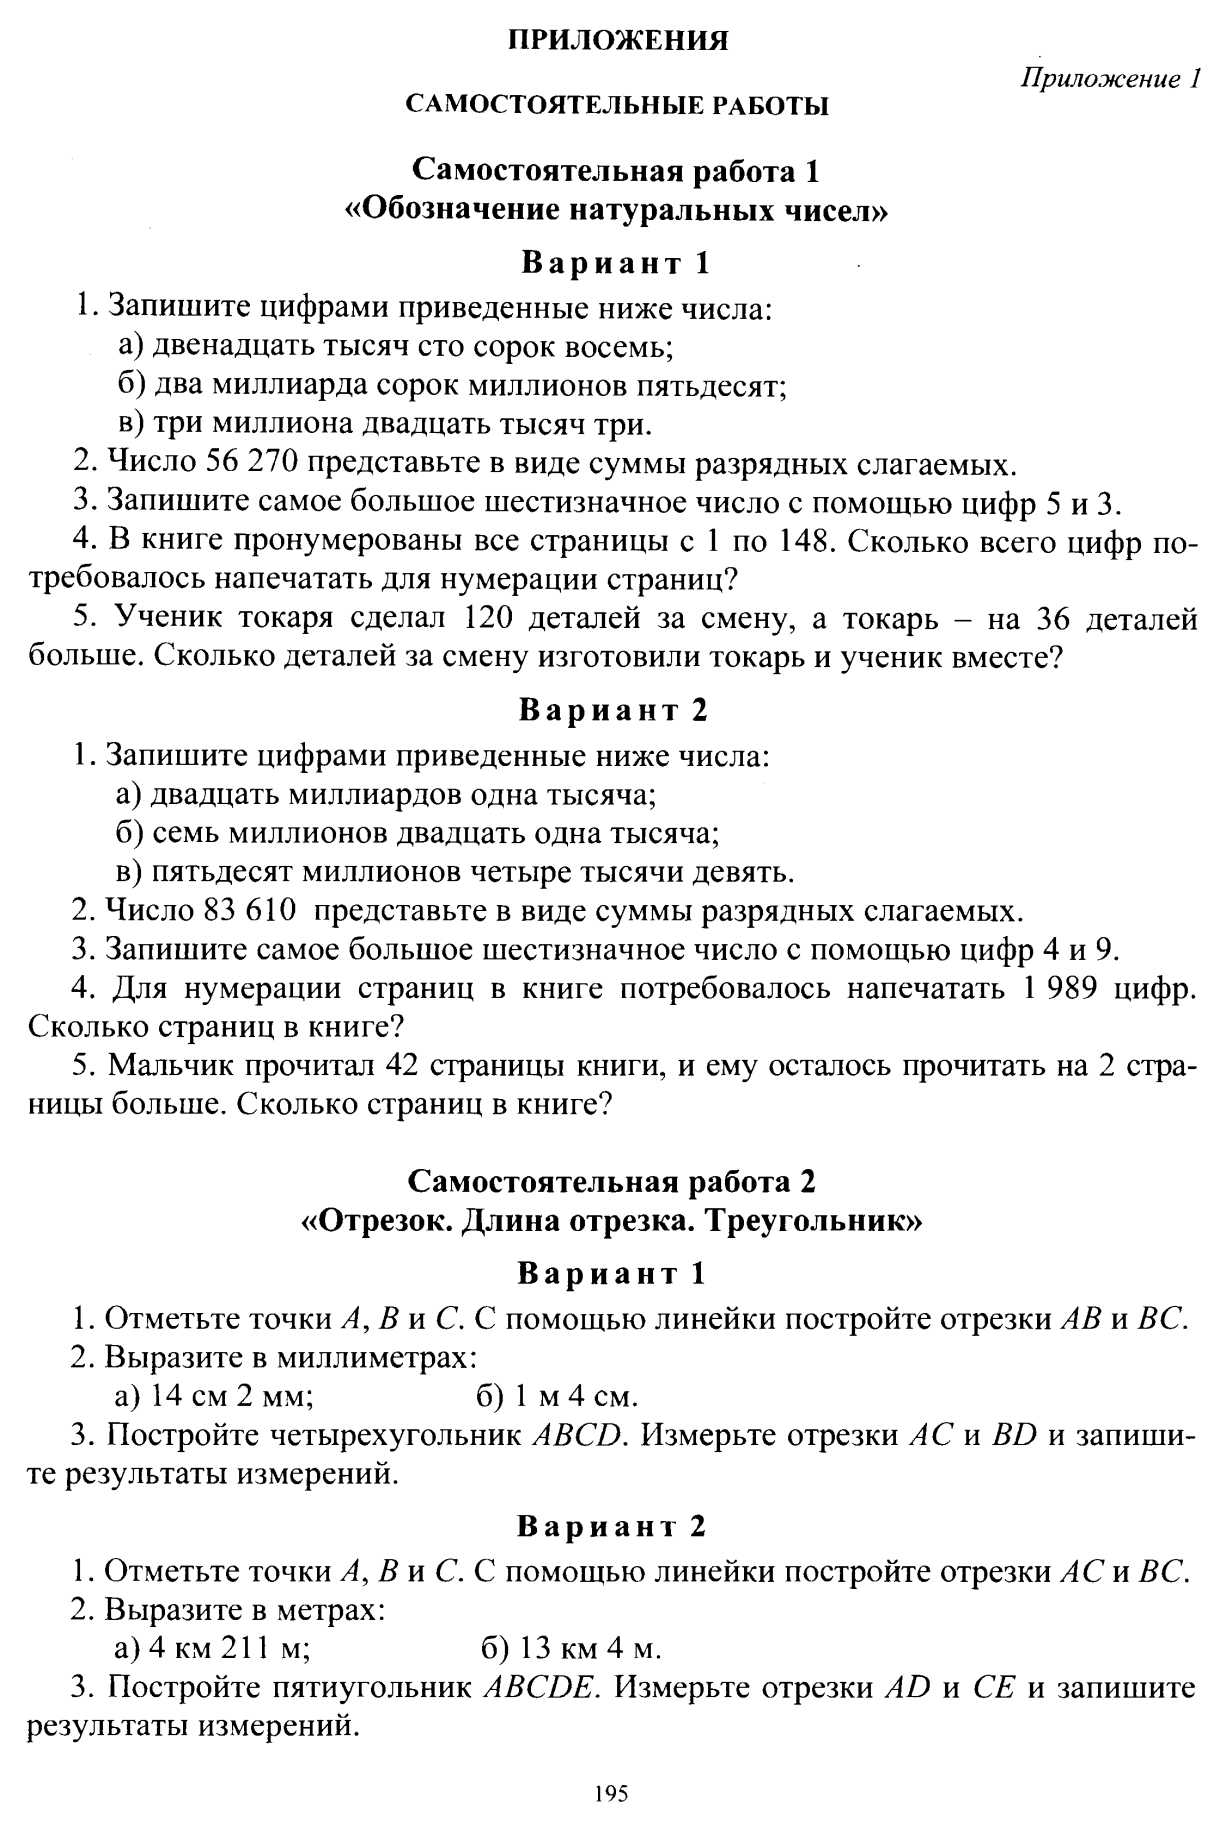 ПРИЛОЖЕНИЯ
Приложение 1
САМОСТОЯТЕЛЬНЫЕ РАБОТЫ
Самостоятельная работа 1
«Обозначение натуральных чисел»
Вариант 1
1. Запишите цифрами приведенные ниже числа:
а) двенадцать тысяч сто сорок восемь;
б) два миллиарда сорок миллионов пятьдесят;
в) три миллиона двадцать тысяч три.
2. Число 56 270 представьте в виде суммы разрядных слагаемых.
3. Запишите самое большое шестизначное число с помощью цифр 5 и 3.
4. В книге пронумерованы все страницы с 1 по 148. Сколько всего цифр по-
требовалось напечатать для нумерации страниц?
5. Ученик токаря сделал 120 деталей за смену, а токарь – на 36 деталей
больше. Сколько деталей за смену изготовили токарь и ученик вместе?
Вариант 2
1. Запишите цифрами приведенные ниже числа:
а) двадцать миллиардов одна тысяча;
б) семь миллионов двадцать одна тысяча;
в) пятьдесят миллионов четыре тысячи девять.
2. Число 83 610 представьте в виде суммы разрядных слагаемых.
3. Запишите самое большое шестизначное число с помощью цифр 4 и 9.
4. Для нумерации страниц в книге потребовалось напечатать 1 989 цифр.
Сколько страниц в книге?
5. Мальчик прочитал 42 страницы книги, и ему осталось прочитать на 2 стра-
ницы больше. Сколько страниц в книге?
Самостоятельная работа 2
«Отрезок. Длина отрезка. Треугольник»
Вариант 1
1. Отметьте точки A, B и C. С помощью линейки постройте отрезки AB и BC.
2. Выразите в миллиметрах:
а) 14 см 2 мм; б) 1 м 4 см.
3. Постройте четырехугольник ABCD. Измерьте отрезки AC и BD и запиши-
те результаты измерений.
Вариант 2
1. Отметьте точки A, B и C. С помощью линейки постройте отрезки AC и BC.
2. Выразите в метрах:
а) 4 км 211 м; б) 13 км 4 м.
3. Постройте пятиугольник ABCDE. Измерьте отрезки AD и CE и запишите
результаты измерений.
195